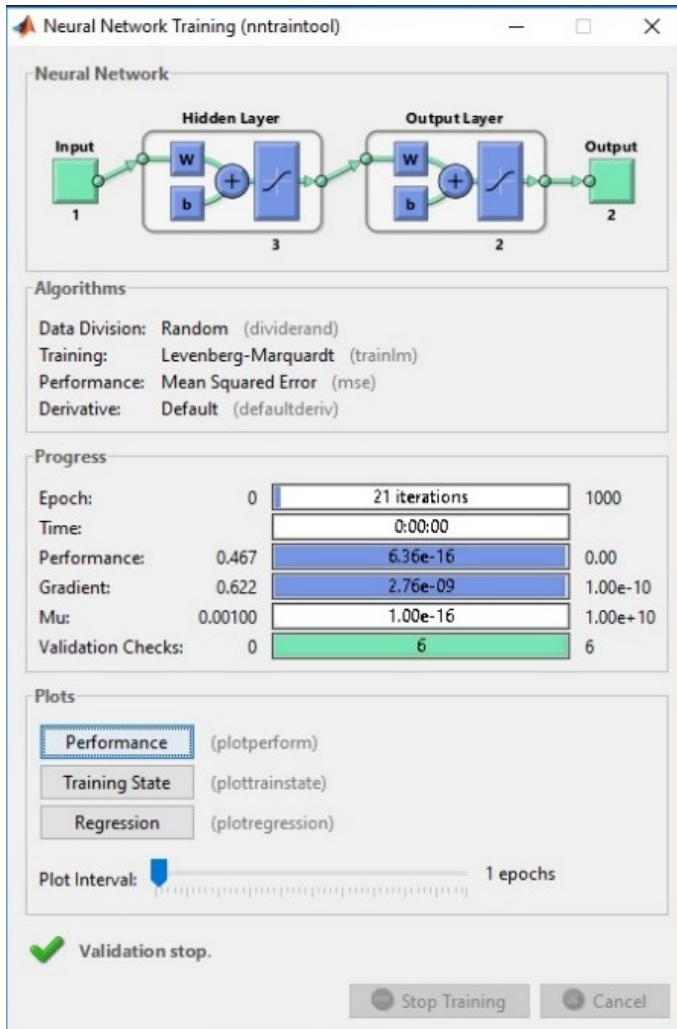 Neural Network Training (nntraintool)
Neural Network
Hidden Layer
Output Layer
Input
Output
W
W
b
b
1
3
2
2
Algorithms
Data Division: Random (dividerand)
Training: Levenberg-Marquardt (trainlm)
Performance: Mean Squared Error (mse)
Derivative: Default (defaultderiv)
Progress
Epoch: 0 21 iterations 1000
Time: 0:00:00
Performance: 0.467 6.36e-16 0.00
Gradient: 0.622 2.76e-09 1.00e-10
Mu: 0.00100 1.00e-16 1.00e+10
Validation Checks: 0 6 6
Plots
Performance (plotperform)
Training State (plottrainstate)
Regression (plotregression)
Plot Interval: 1 epochs
Validation stop.
Stop Training Cancel